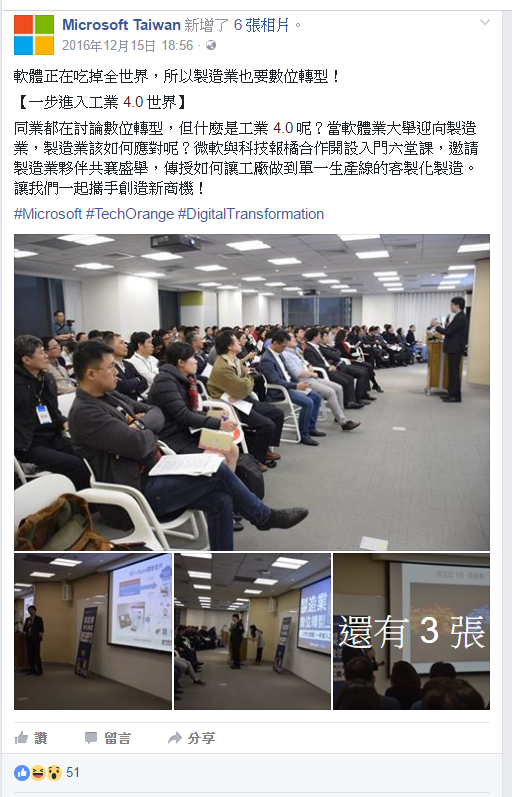 Microsoft Taiwan 新增了 6 張相片。
2016年12月15日 18:56 ·
軟體正在吃掉全世界，所以製造業也要數位轉型！
【一步進入工業 4.0 世界】
同業都在討論數位轉型，但什麼是工業 4.0 呢？當軟體業大舉迎向製造
業，製造業該如何應對呢？微軟與科技報橘合作開設入門六堂課，邀請
製造業夥伴共襄盛舉，傳授如何讓工廠做到單一生產線的客製化製造。
讓我們一起攜手創造新商機！
#Microsoft #TechOrange #DigitalTransformation
製造業
數位轉型
還有 3 張
讚 留言 分享
51